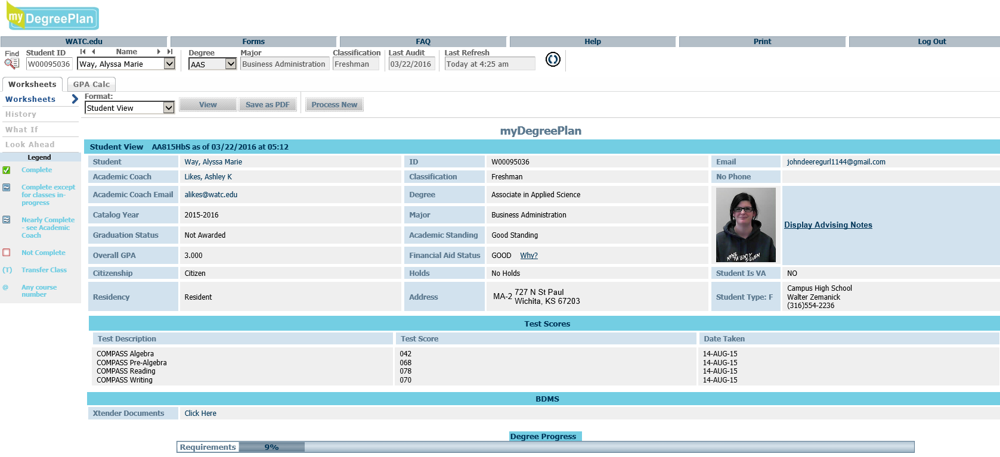 my DegreePlan
WATC.edu Forms FAQ Help Print Log Out
Find Student ID Name Degree Major Classification Last Audit Last Refresh
W00095036 Way, Alyssa Marie AAS Business Administration Freshman 03/22/2016 Today at 4:25 am
Worksheets GPA Calc
Worksheets
History
What If
Look Ahead
Legend
Complete
Complete except
for classes in-
progress
Nearly Complete
- see Academic
Coach
Not Complete
(T) Transfer Class
@ Any course
number
Format:
Student View View Save as PDF Process New
myDegreePlan
Student View AA815HbS as of 03/22/2016 at 05:12
Student Way, Alyssa Marie ID W00095036 Email johndeeregurl1144@gmail.com
Academic Coach Likes, Ashley K Classification Freshman No Phone
Academic Coach Email alikes@watc.edu Degree Associate in Applied Science
Catalog Year 2015-2016 Major Business Administration
Display Advising Notes
Graduation Status Not Awarded Academic Standing Good Standing
Overall GPA 3.000 Financial Aid Status GOOD Why?
NINE TWENTY SEVEN
Citizenship Citizen Holds No Holds Student Is VA NO
Residency Resident Address MA-2 727 N St Paul
Wichita, KS 67203
Student Type: F Campus High School
Walter Zemanick
(316)554-2236
Test Scores
Test Description Test Score Date Taken
COMPASS Algebra 042 14-AUG-15
COMPASS Pre-Algebra 068 14-AUG-15
COMPASS Reading 078 14-AUG-15
COMPASS Writing 070 14-AUG-15
BDMS
Xtender Documents Click Here
Degree Progress
Requirements 9%